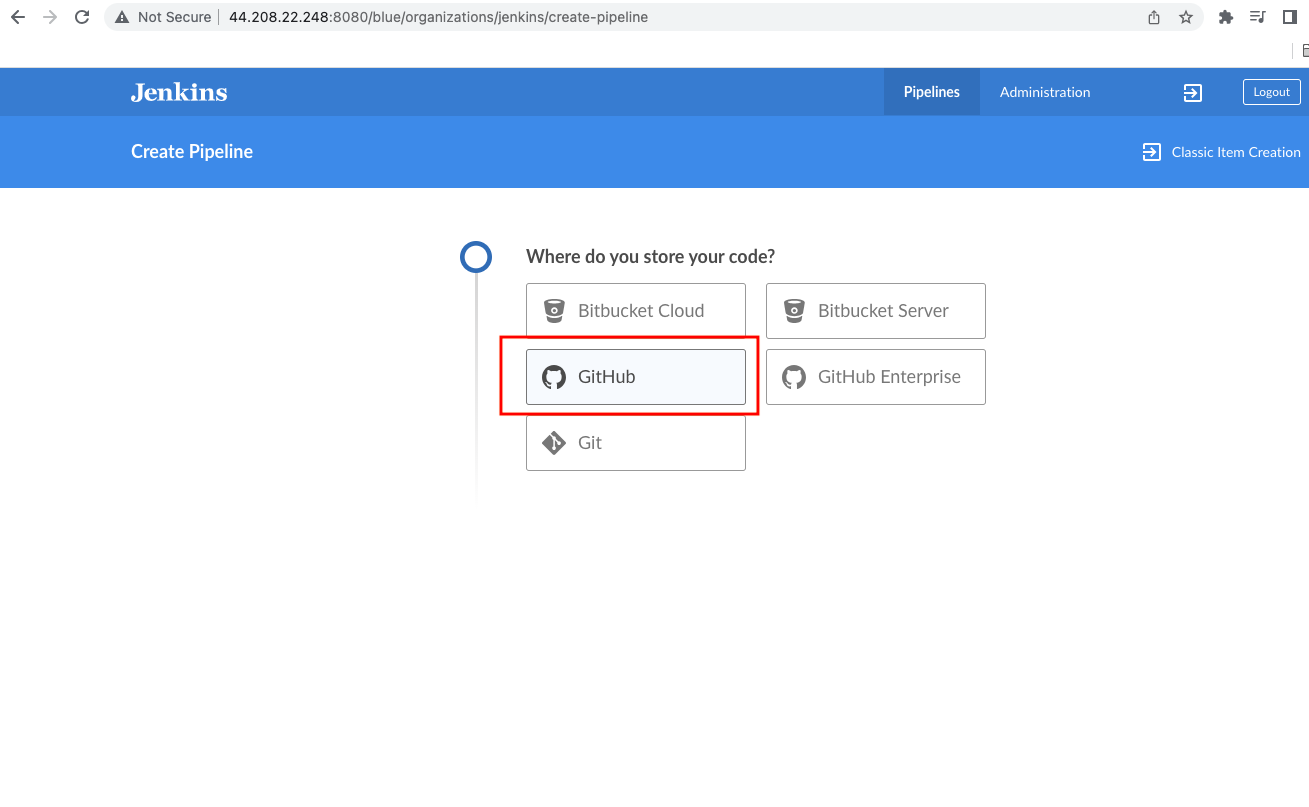 Not Secure 44.208.22.248:8080/blue/organizations/jenkins/create-pipeline
Jenkins Pipelines Administration Logout
Create Pipeline Classic Item Creation
Where do you store your code?
Bitbucket Cloud Bitbucket Server
GitHub GitHub Enterprise
Git